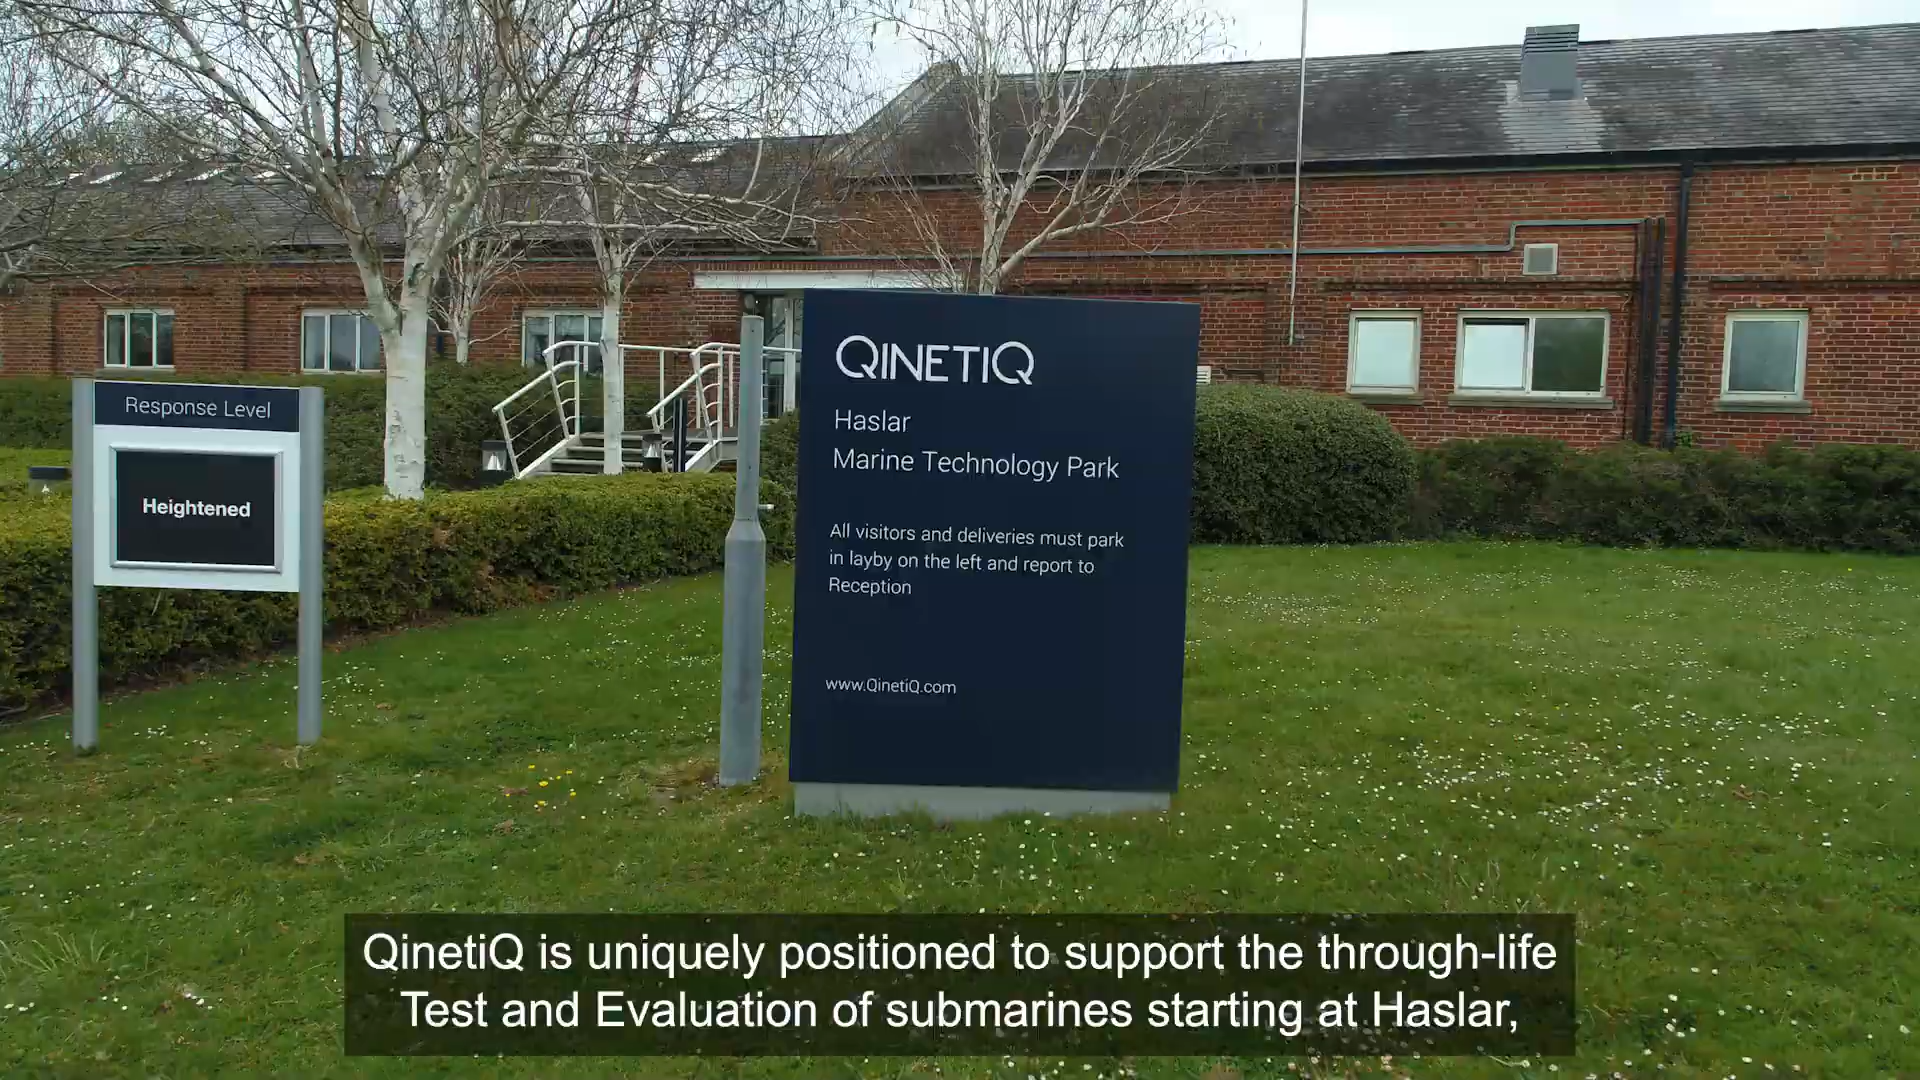 Response Level
Heightened
QINETIQ
Haslar
Marine Technology Park
All visitors and deliveries must park
in layby on the left and report to
Reception
www.QinetiQ.com
QinetiQ is uniquely positioned to support the through-life
Test and Evaluation of submarines starting at Haslar,